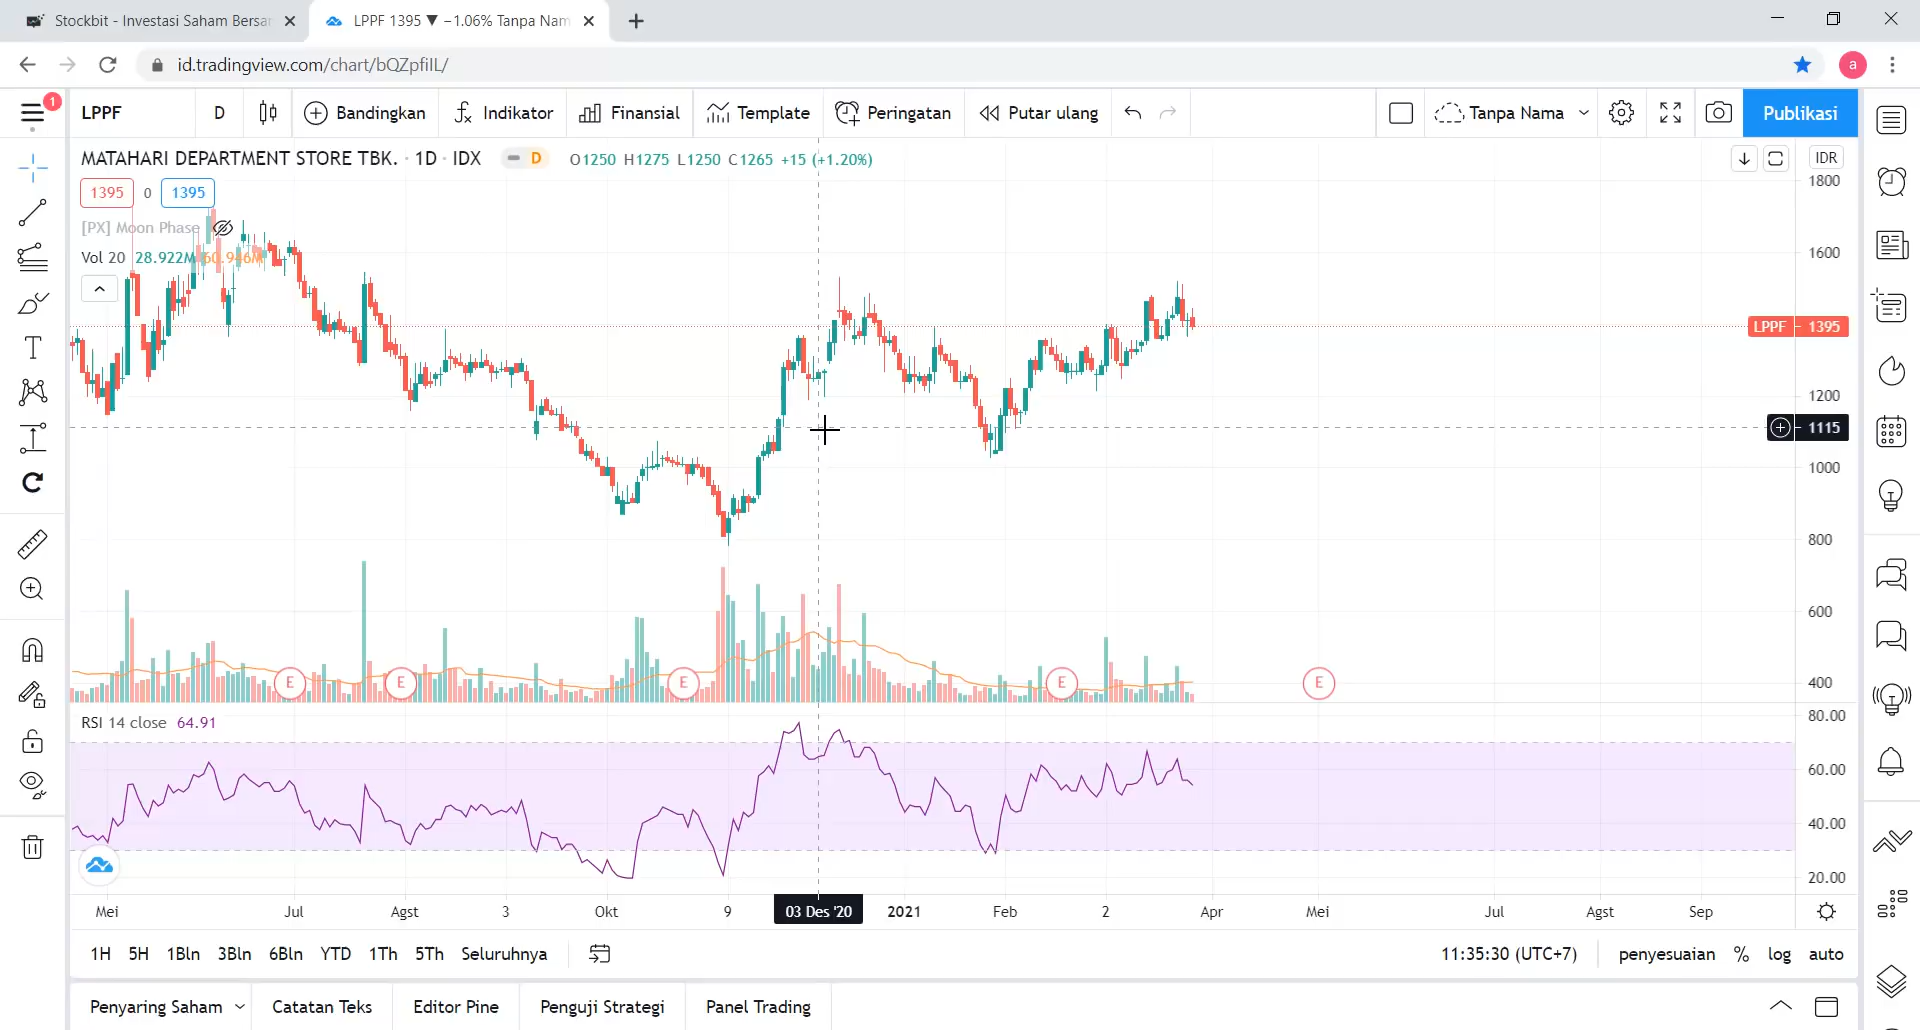 Stockbit - Investasi Saham Bersa
LPPF 1395 ▼ −1.06% Tanpa Nam
id.tradingview.com/chart/bQZpfiIL/
a
1
LPPF
D
Bandingkan
Indikator
Finansial
Template
Peringatan
Putar ulang
Tanpa Nama
Publikasi
MATAHARI DEPARTMENT STORE TBK. · 1D · IDX
D
O1250 H1275 L1250 C1265 +15 (+1.20%)
IDR
1395 0 1395
[PX] Moon Phase
Vol 20 28.922M 60.946M
1800
1600
LPPF 1395
1200
1115
1000
800
600
400
E E E E E
RSI 14 close 64.91
80.00
60.00
40.00
20.00
Mei Jul Agst 3 Okt 9 03 Des '20 2021 Feb 2 Apr Mei Jul Agst Sep
1H 5H 1Bln 3Bln 6Bln YTD 1Th 5Th Seluruhnya
11:35:30 (UTC+7) penyesuaian % log auto
Penyaring Saham Catatan Teks Editor Pine Penguji Strategi Panel Trading